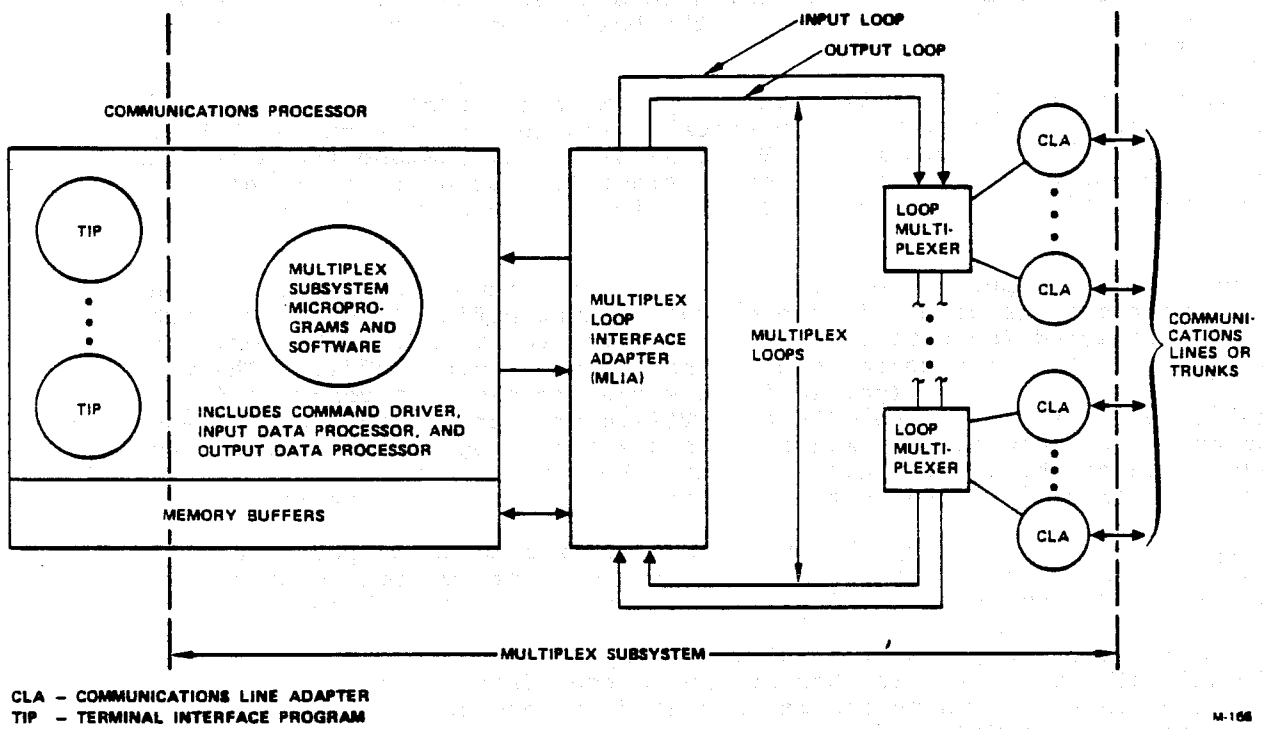 INPUT LOOP
OUTPUT LOOP
COMMUNICATIONS PROCESSOR
TIP
TIP
MULTIPLEX
SUBSYSTEM
MICROPRO-
GRAMS AND
SOFTWARE
INCLUDES COMMAND DRIVER,
INPUT DATA PROCESSOR, AND
OUTPUT DATA PROCESSOR
MEMORY BUFFERS
MULTIPLEX
LOOP
INTERFACE
ADAPTER
(MLIA)
MULTIPLEX
LOOPS
LOOP
MULTI-
PLEXER
LOOP
MULTI-
PLEXER
CLA
CLA
CLA
CLA
COMMUNI-
CATIONS
LINES OR
TRUNKS
MULTIPLEX SUBSYSTEM
CLA – COMMUNICATIONS LINE ADAPTER
TIP – TERMINAL INTERFACE PROGRAM